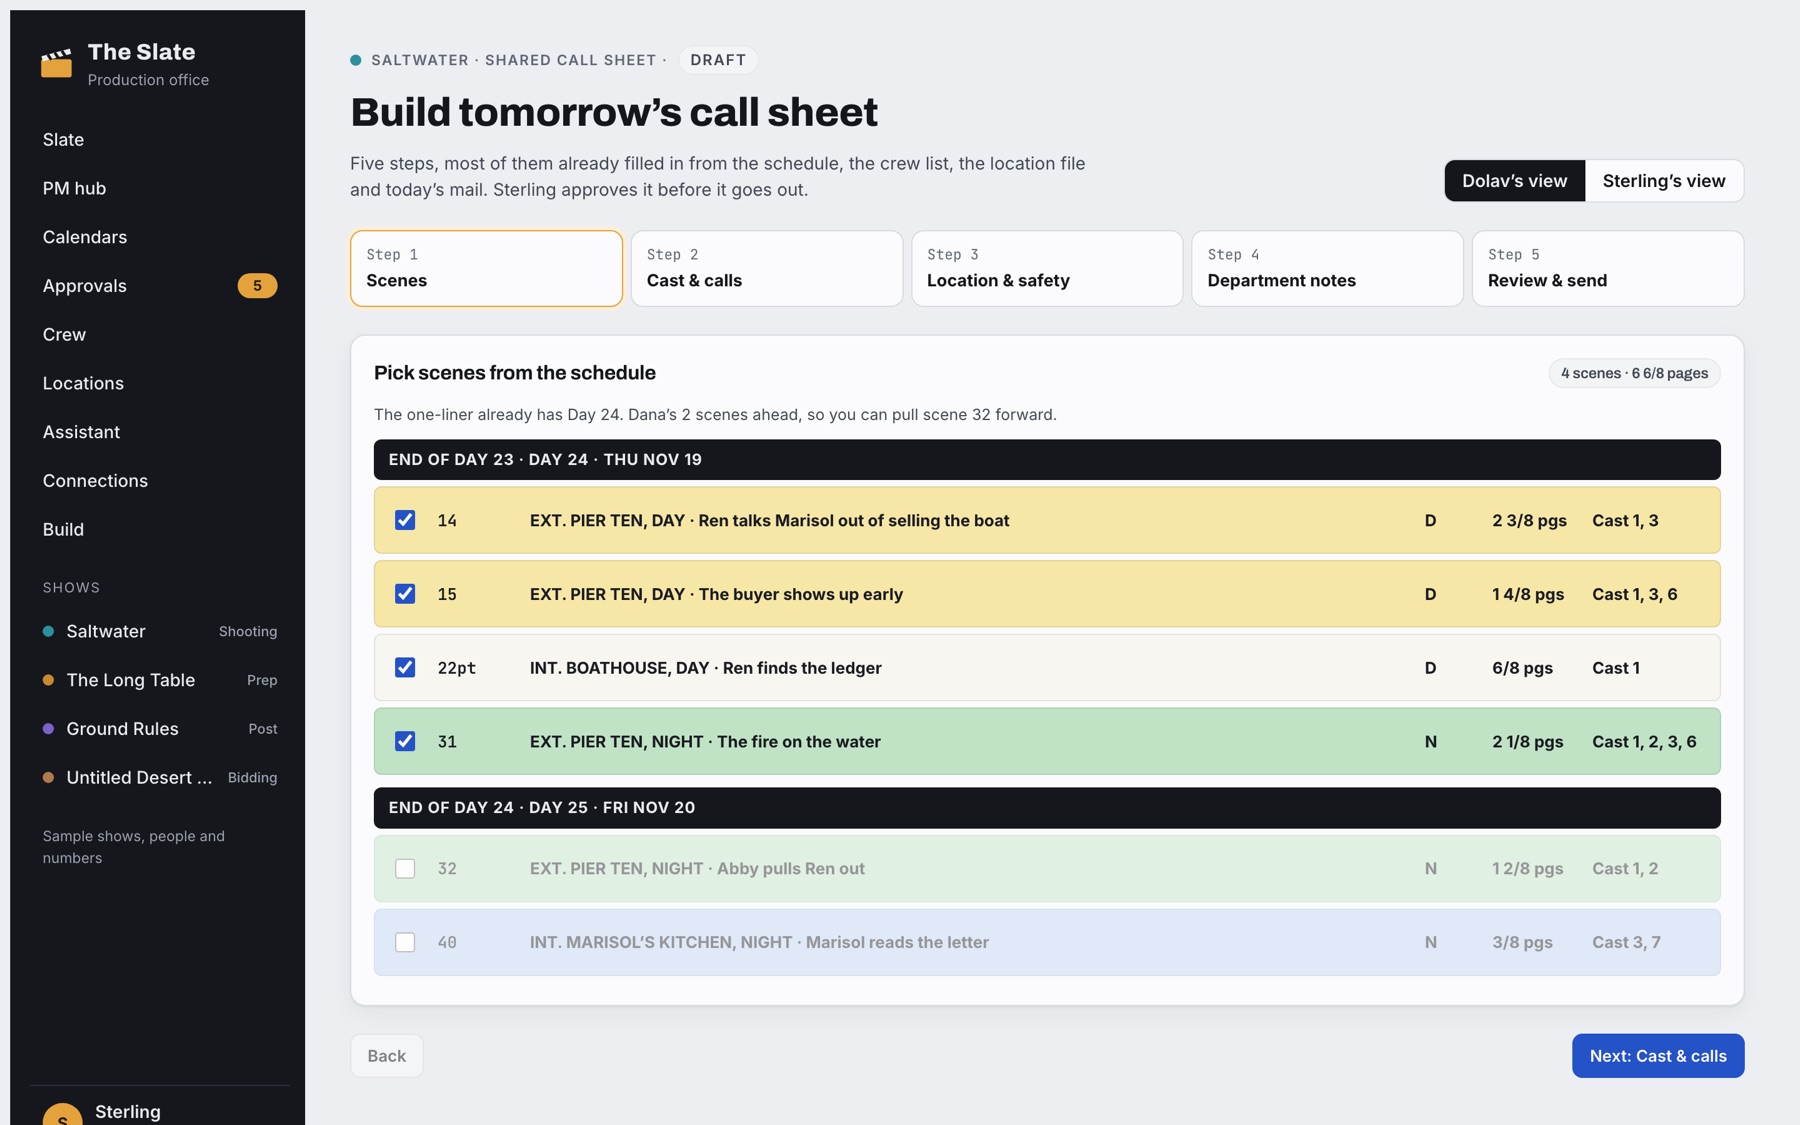 The Slate
Production office
Slate
PM hub
Calendars
Approvals 5
Crew
Locations
Assistant
Connections
Build
SHOWS
Saltwater Shooting
The Long Table Prep
Ground Rules Post
Untitled Desert ... Bidding
Sample shows, people and
numbers
S Sterling
SALTWATER · SHARED CALL SHEET · DRAFT
Build tomorrow’s call sheet
Five steps, most of them already filled in from the schedule, the crew list, the location file
and today’s mail. Sterling approves it before it goes out.
Dolav’s view Sterling’s view
Step 1
Scenes
Step 2
Cast & calls
Step 3
Location & safety
Step 4
Department notes
Step 5
Review & send
Pick scenes from the schedule 4 scenes · 6 6/8 pages
The one-liner already has Day 24. Dana’s 2 scenes ahead, so you can pull scene 32 forward.
END OF DAY 23 · DAY 24 · THU NOV 19
14 EXT. PIER TEN, DAY · Ren talks Marisol out of selling the boat D 2 3/8 pgs Cast 1, 3
15 EXT. PIER TEN, DAY · The buyer shows up early D 1 4/8 pgs Cast 1, 3, 6
22pt INT. BOATHOUSE, DAY · Ren finds the ledger D 6/8 pgs Cast 1
31 EXT. PIER TEN, NIGHT · The fire on the water N 2 1/8 pgs Cast 1, 2, 3, 6
END OF DAY 24 · DAY 25 · FRI NOV 20
32 EXT. PIER TEN, NIGHT · Abby pulls Ren out N 1 2/8 pgs Cast 1, 2
40 INT. MARISOL’S KITCHEN, NIGHT · Marisol reads the letter N 3/8 pgs Cast 3, 7
Back Next: Cast & calls